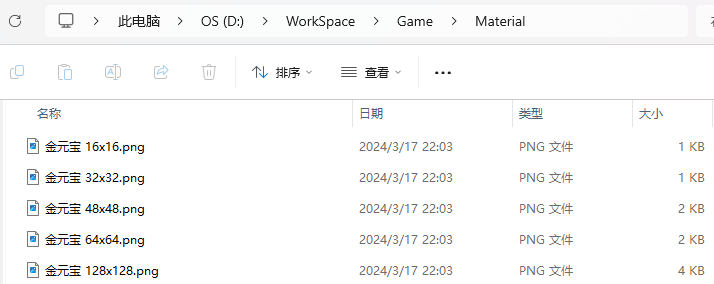 此电脑 > OS (D:) > WorkSpace > Game > Material >
排序 查看
名称 日期 类型 大小
金元宝 16x16.png 2024/3/17 22:03 PNG 文件 1 KB
金元宝 32x32.png 2024/3/17 22:03 PNG 文件 1 KB
金元宝 48x48.png 2024/3/17 22:03 PNG 文件 2 KB
金元宝 64x64.png 2024/3/17 22:03 PNG 文件 2 KB
金元宝 128x128.png 2024/3/17 22:03 PNG 文件 4 KB